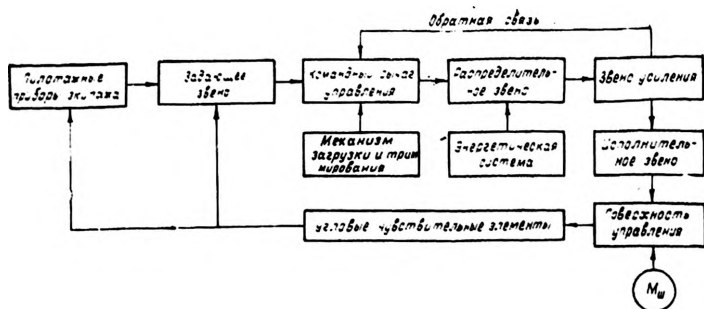 Обратная связь
Пилотажные
приборы экипажа
Задающее
звено
Командный рычаг
управления
Распределитель-
ное звено
Звено усиления
Механизм
загрузки и трим
мирования
Энергетическая
система
Исполнитель-
ное звено
Угловые чувствительные элементы
Поверхность
управления
Мш